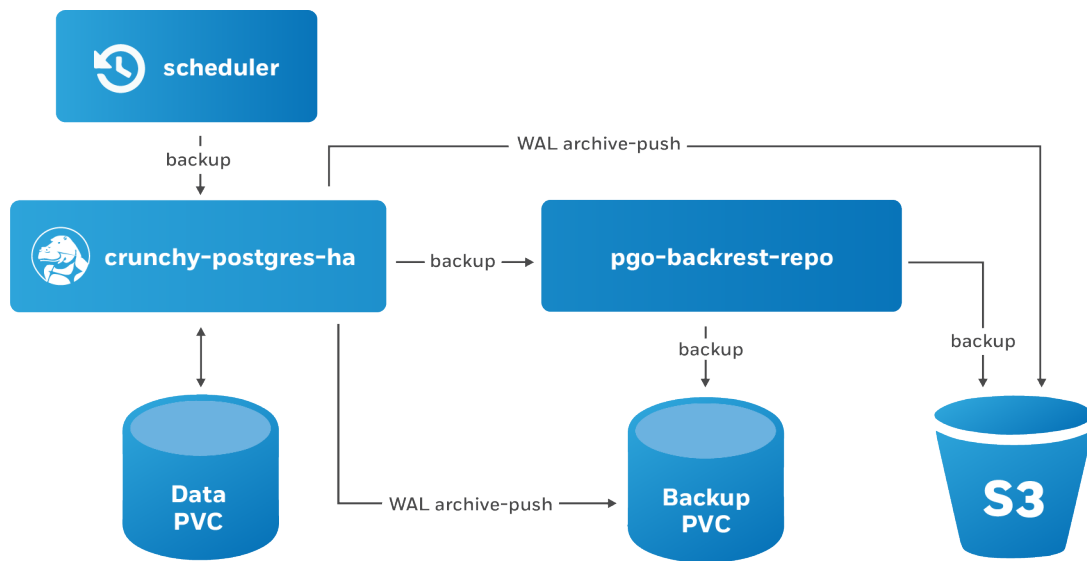 scheduler
WAL archive-push
backup
crunchy-postgres-ha
backup
pgo-backrest-repo
backup
backup
Data
PVC
WAL archive-push
Backup
PVC
S3